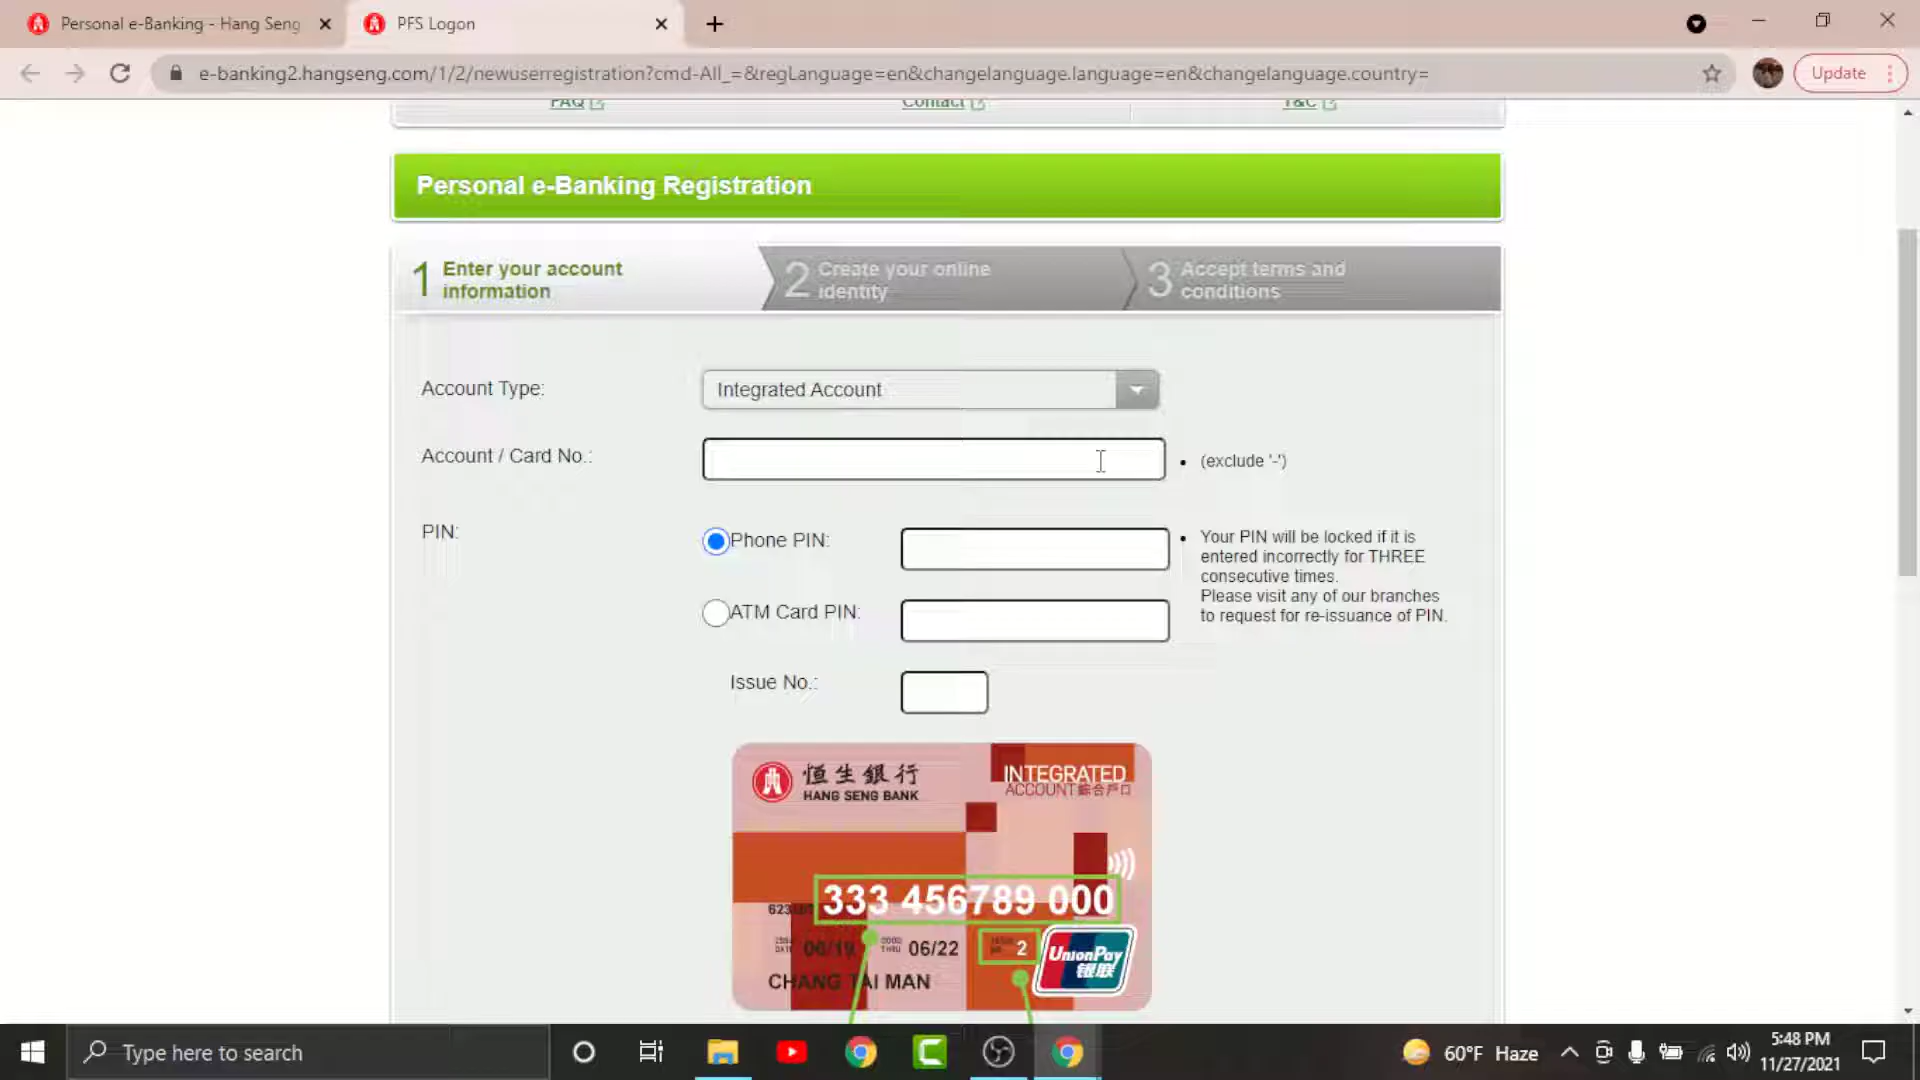 Personal e-Banking - Hang Seng
PFS Logon
e-banking2.hangseng.com/1/2/newuserregistration?cmd-All_=&regLanguage=en&changelanguage.language=en&changelanguage.country=
Update
FAQ
Contact
T&C
Personal e-Banking Registration
1 Enter your account
information
2 Create your online
identity
3 Accept terms and
conditions
Account Type:
Integrated Account
Account / Card No.:
(exclude '-')
PIN:
Phone PIN:
Your PIN will be locked if it is
entered incorrectly for THREE
consecutive times.
Please visit any of our branches
to request for re-issuance of PIN.
ATM Card PIN:
Issue No.:
恒生銀行
HANG SENG BANK
INTEGRATED
ACCOUNT 綜合戶口
333 456789 000
06/19
06/22
2
CHANG TAI MAN
UnionPay
银联
Type here to search
60°F Haze
5:48 PM
11/27/2021